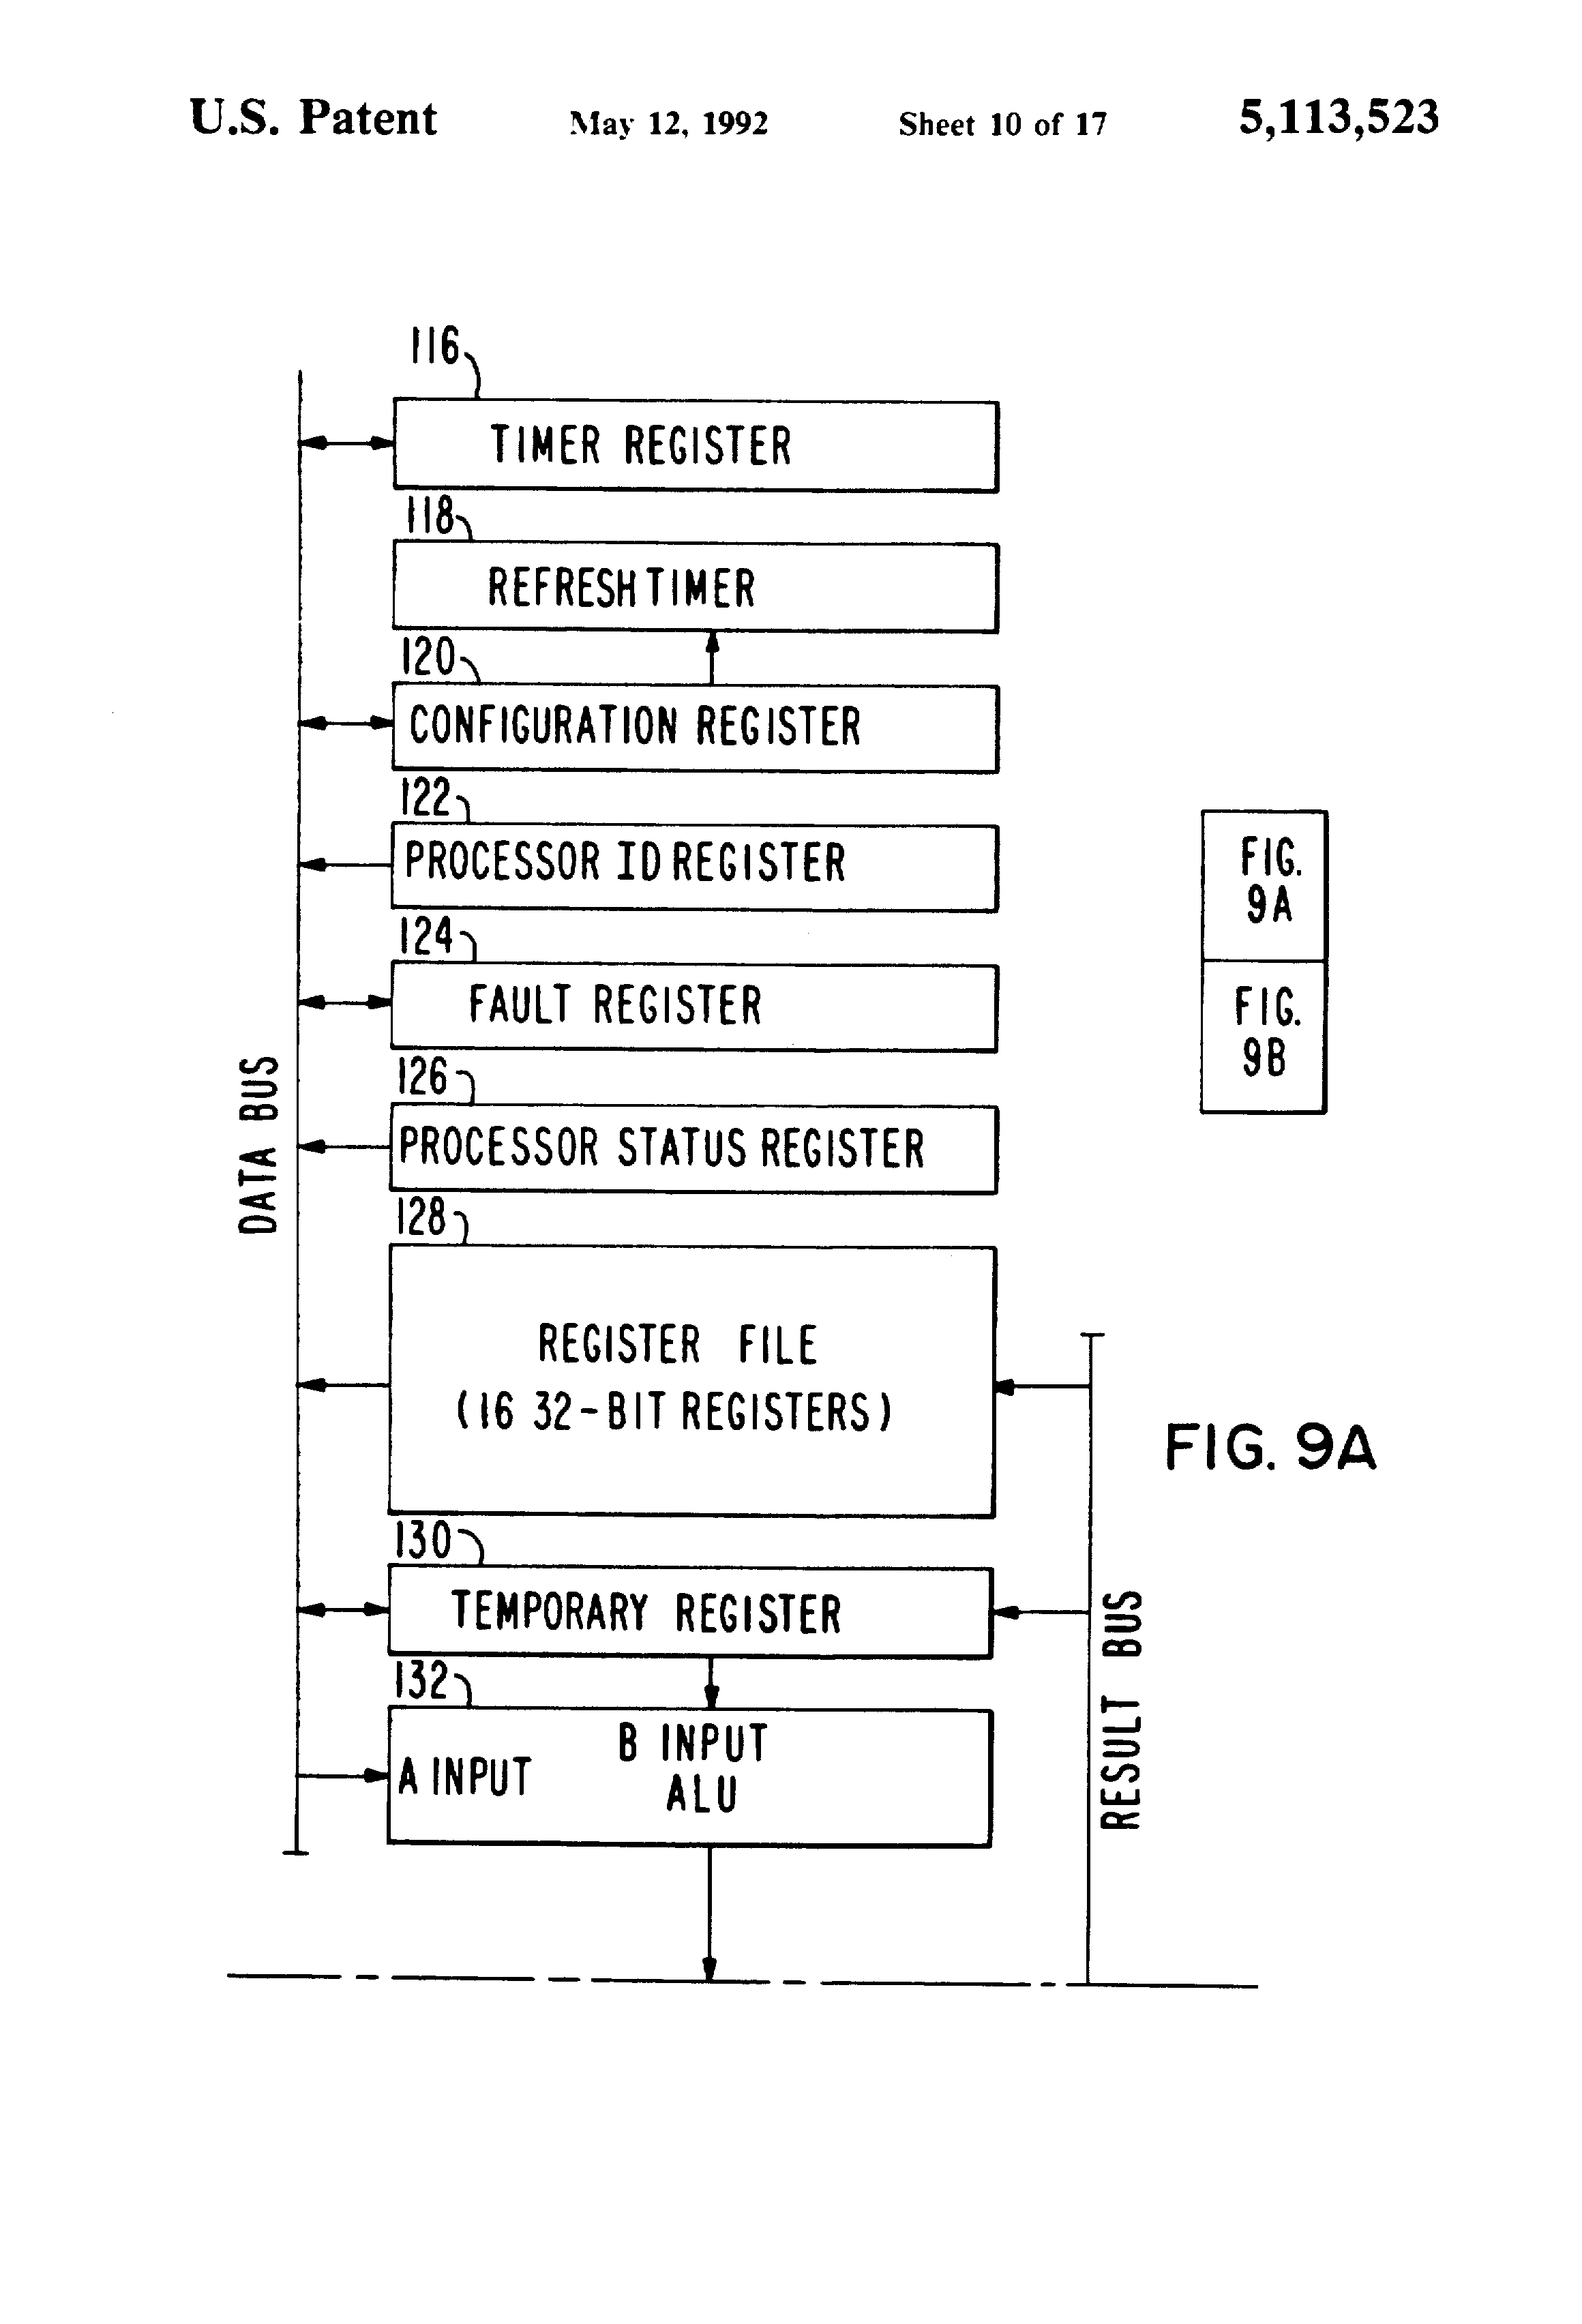 U.S. Patent May 12, 1992 Sheet 10 of 17 5,113,523
116
TIMER REGISTER
118
REFRESH TIMER
120
CONFIGURATION REGISTER
122
PROCESSOR ID REGISTER
124
FAULT REGISTER
126
PROCESSOR STATUS REGISTER
128
REGISTER FILE
(16 32-BIT REGISTERS)
130
TEMPORARY REGISTER
132
B INPUT
A INPUT
ALU
DATA BUS
RESULT BUS
FIG.
9A
FIG.
9B
FIG. 9A